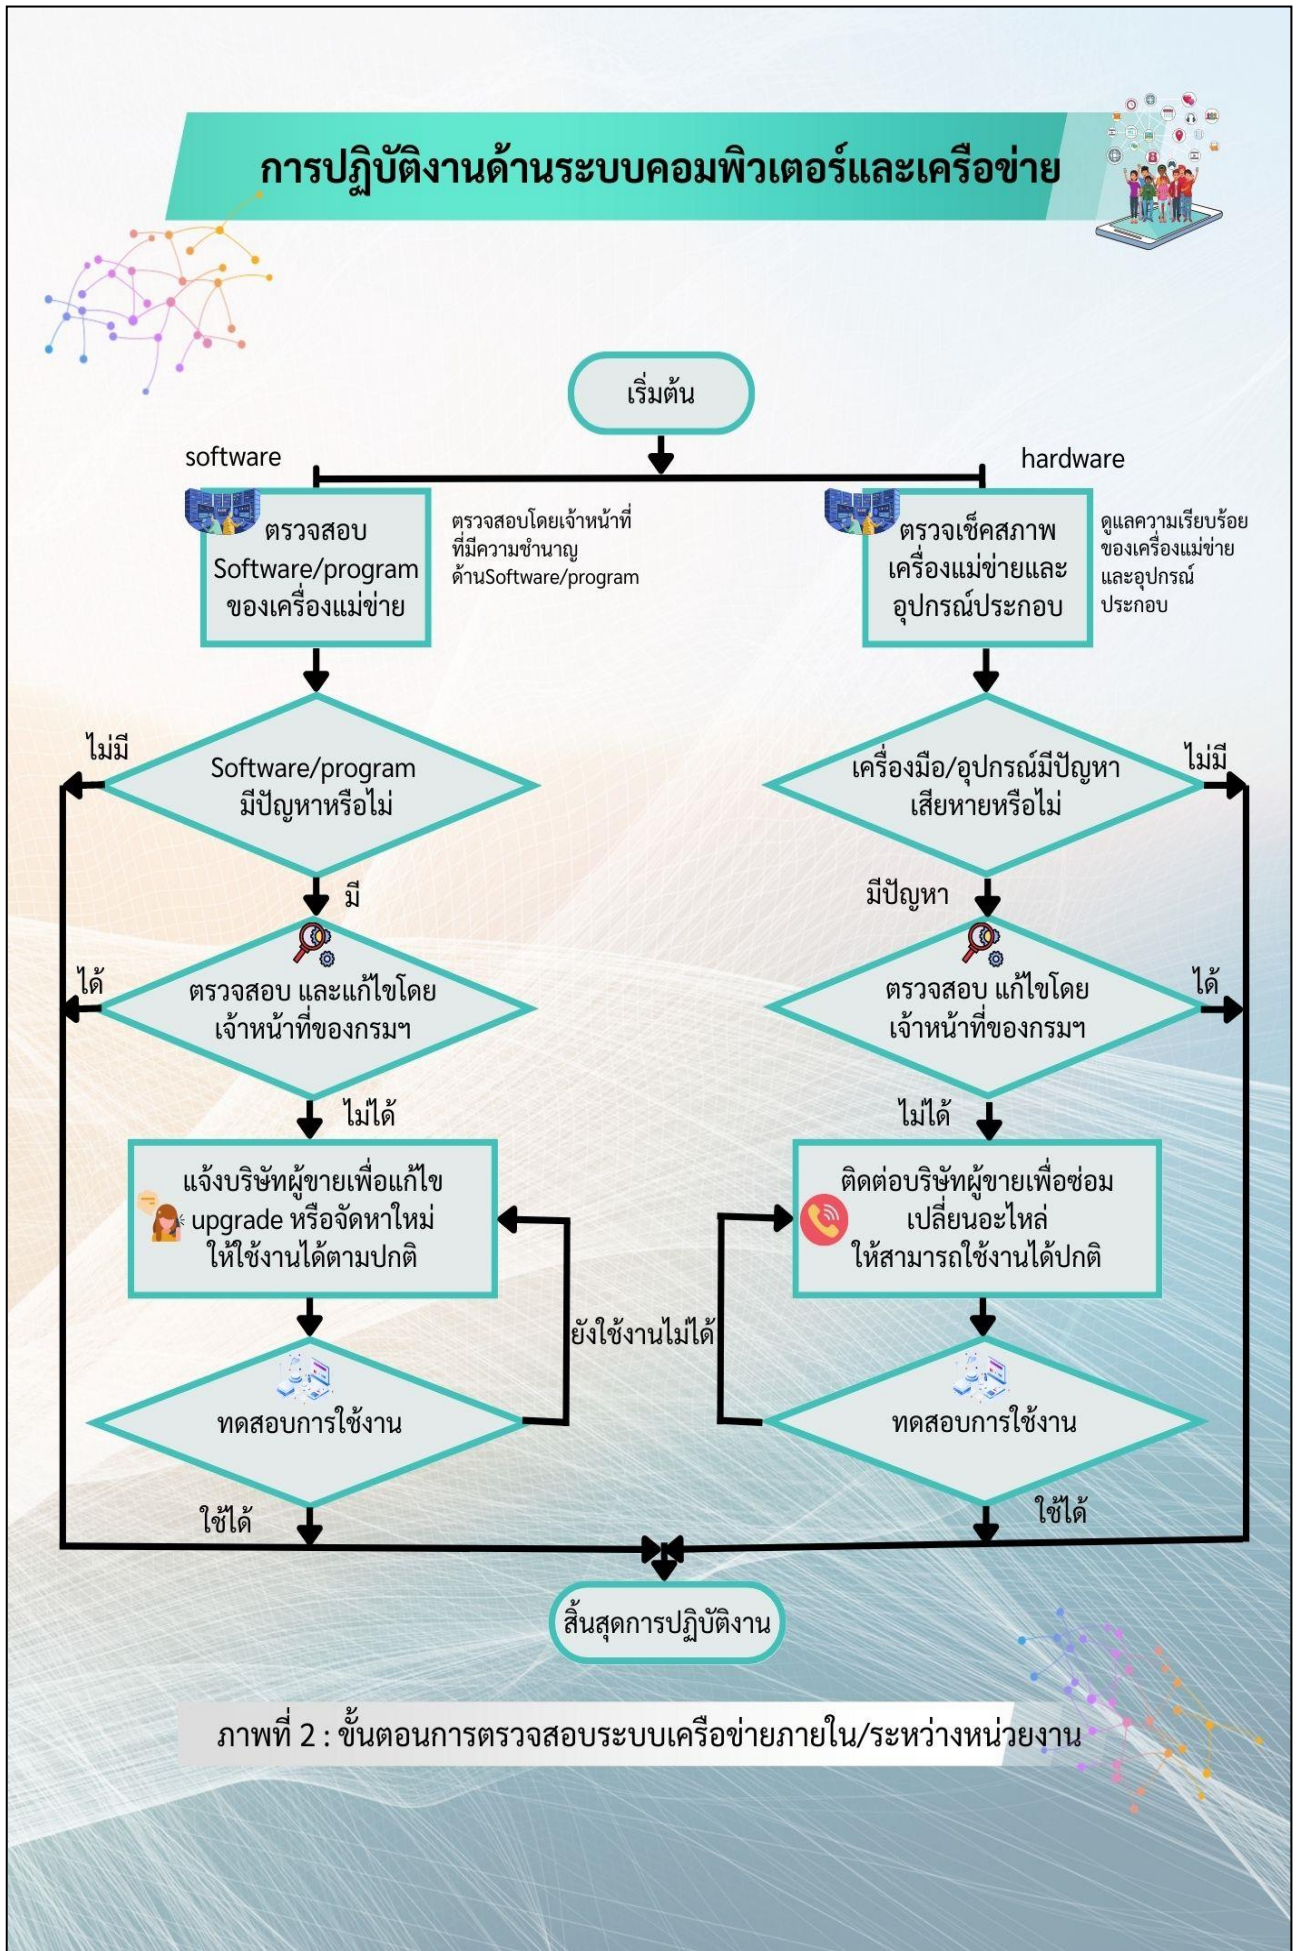 การปฏิบัติงานด้านระบบคอมพิวเตอร์และเครือข่าย
เริ่มต้น
software
hardware
ตรวจสอบ
Software/program
ของเครื่องแม่ข่าย
ตรวจสอบโดยเจ้าหน้าที่
ที่มีความชำนาญ
ด้านSoftware/program
ตรวจเช็คสภาพ
เครื่องแม่ข่ายและ
อุปกรณ์ประกอบ
ดูแลความเรียบร้อย
ของเครื่องแม่ข่าย
และอุปกรณ์
ประกอบ
ไม่มี
Software/program
มีปัญหาหรือไม่
เครื่องมือ/อุปกรณ์มีปัญหา
เสียหายหรือไม่
ไม่มี
มี
มีปัญหา
ได้
ตรวจสอบ และแก้ไขโดย
เจ้าหน้าที่ของกรมฯ
ตรวจสอบ แก้ไขโดย
เจ้าหน้าที่ของกรมฯ
ได้
ไม่ได้
ไม่ได้
แจ้งบริษัทผู้ขายเพื่อแก้ไข
upgrade หรือจัดหาใหม่
ให้ใช้งานได้ตามปกติ
ติดต่อบริษัทผู้ขายเพื่อซ่อม
เปลี่ยนอะไหล่
ให้สามารถใช้งานได้ปกติ
ยังใช้งานไม่ได้
ทดสอบการใช้งาน
ทดสอบการใช้งาน
ใช้ได้
ใช้ได้
สิ้นสุดการปฏิบัติงาน
ภาพที่ 2 : ขั้นตอนการตรวจสอบระบบเครือข่ายภายใน/ระหว่างหน่วยงาน